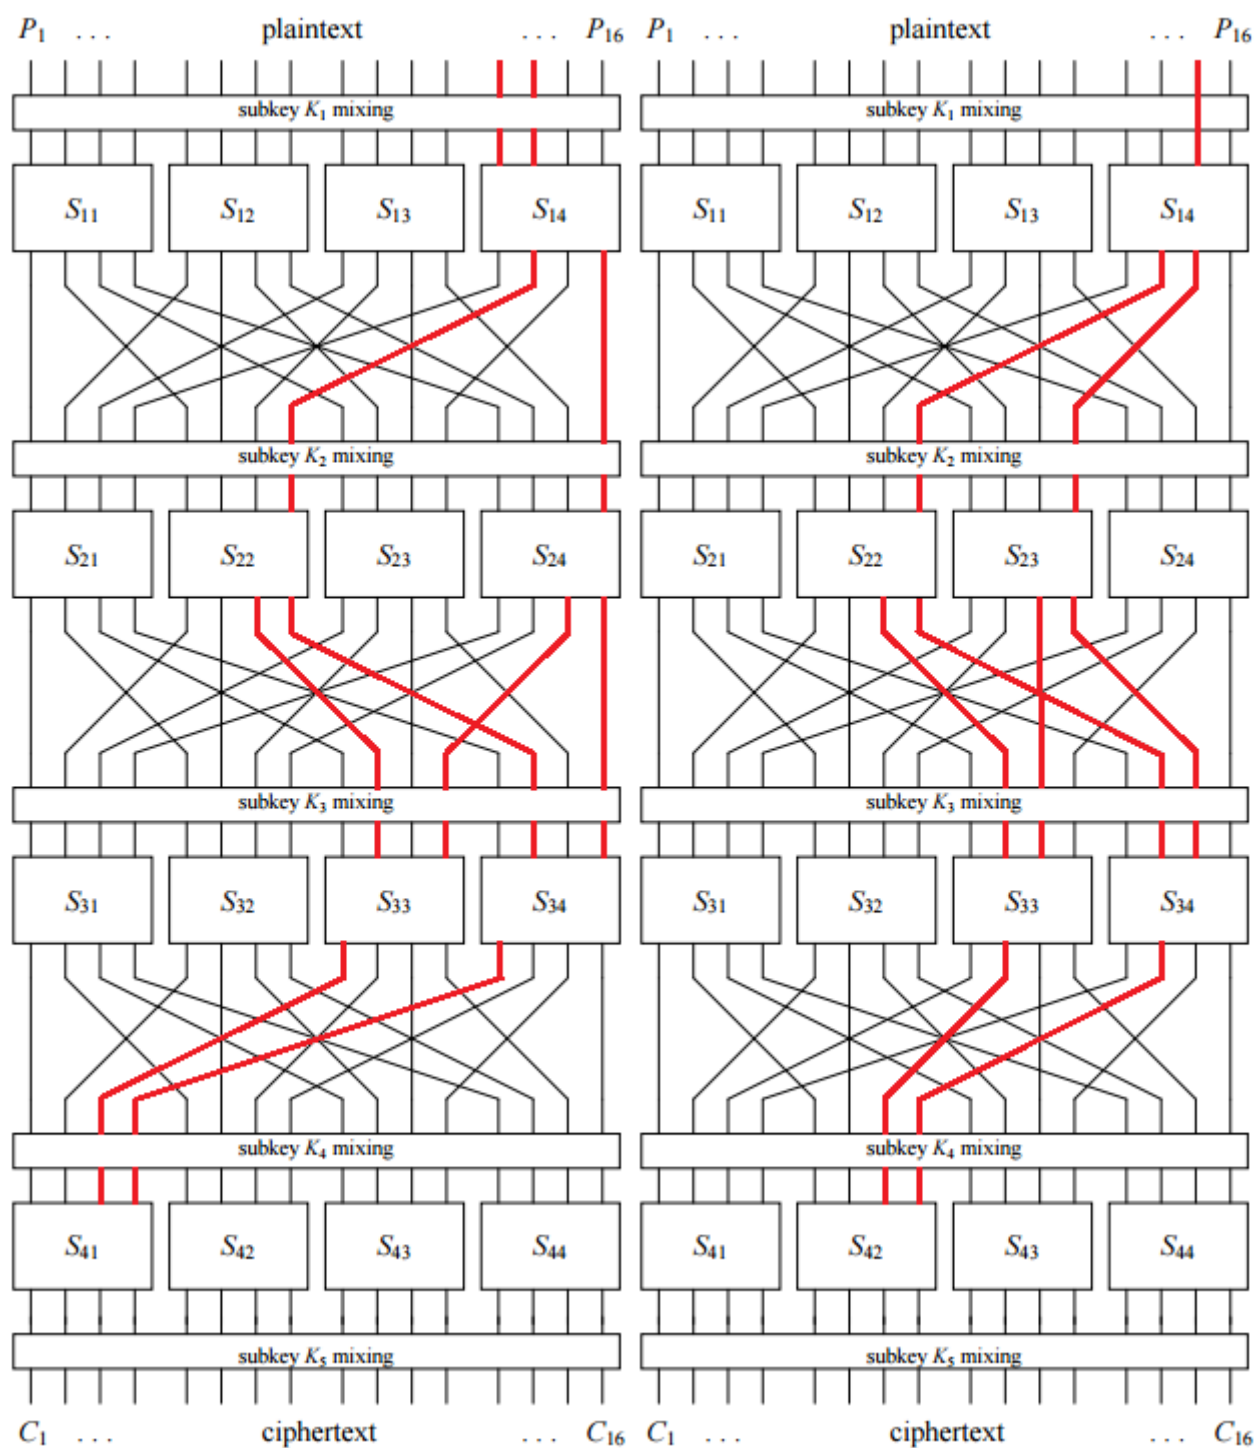 P1 ... plaintext ... P16 P1 ... plaintext ... P16
subkey K1 mixing subkey K1 mixing
S11 S12 S13 S14 S11 S12 S13 S14
subkey K2 mixing subkey K2 mixing
S21 S22 S23 S24 S21 S22 S23 S24
subkey K3 mixing subkey K3 mixing
S31 S32 S33 S34 S31 S32 S33 S34
subkey K4 mixing subkey K4 mixing
S41 S42 S43 S44 S41 S42 S43 S44
subkey K5 mixing subkey K5 mixing
C1 ... ciphertext ... C16 C1 ... ciphertext ... C16